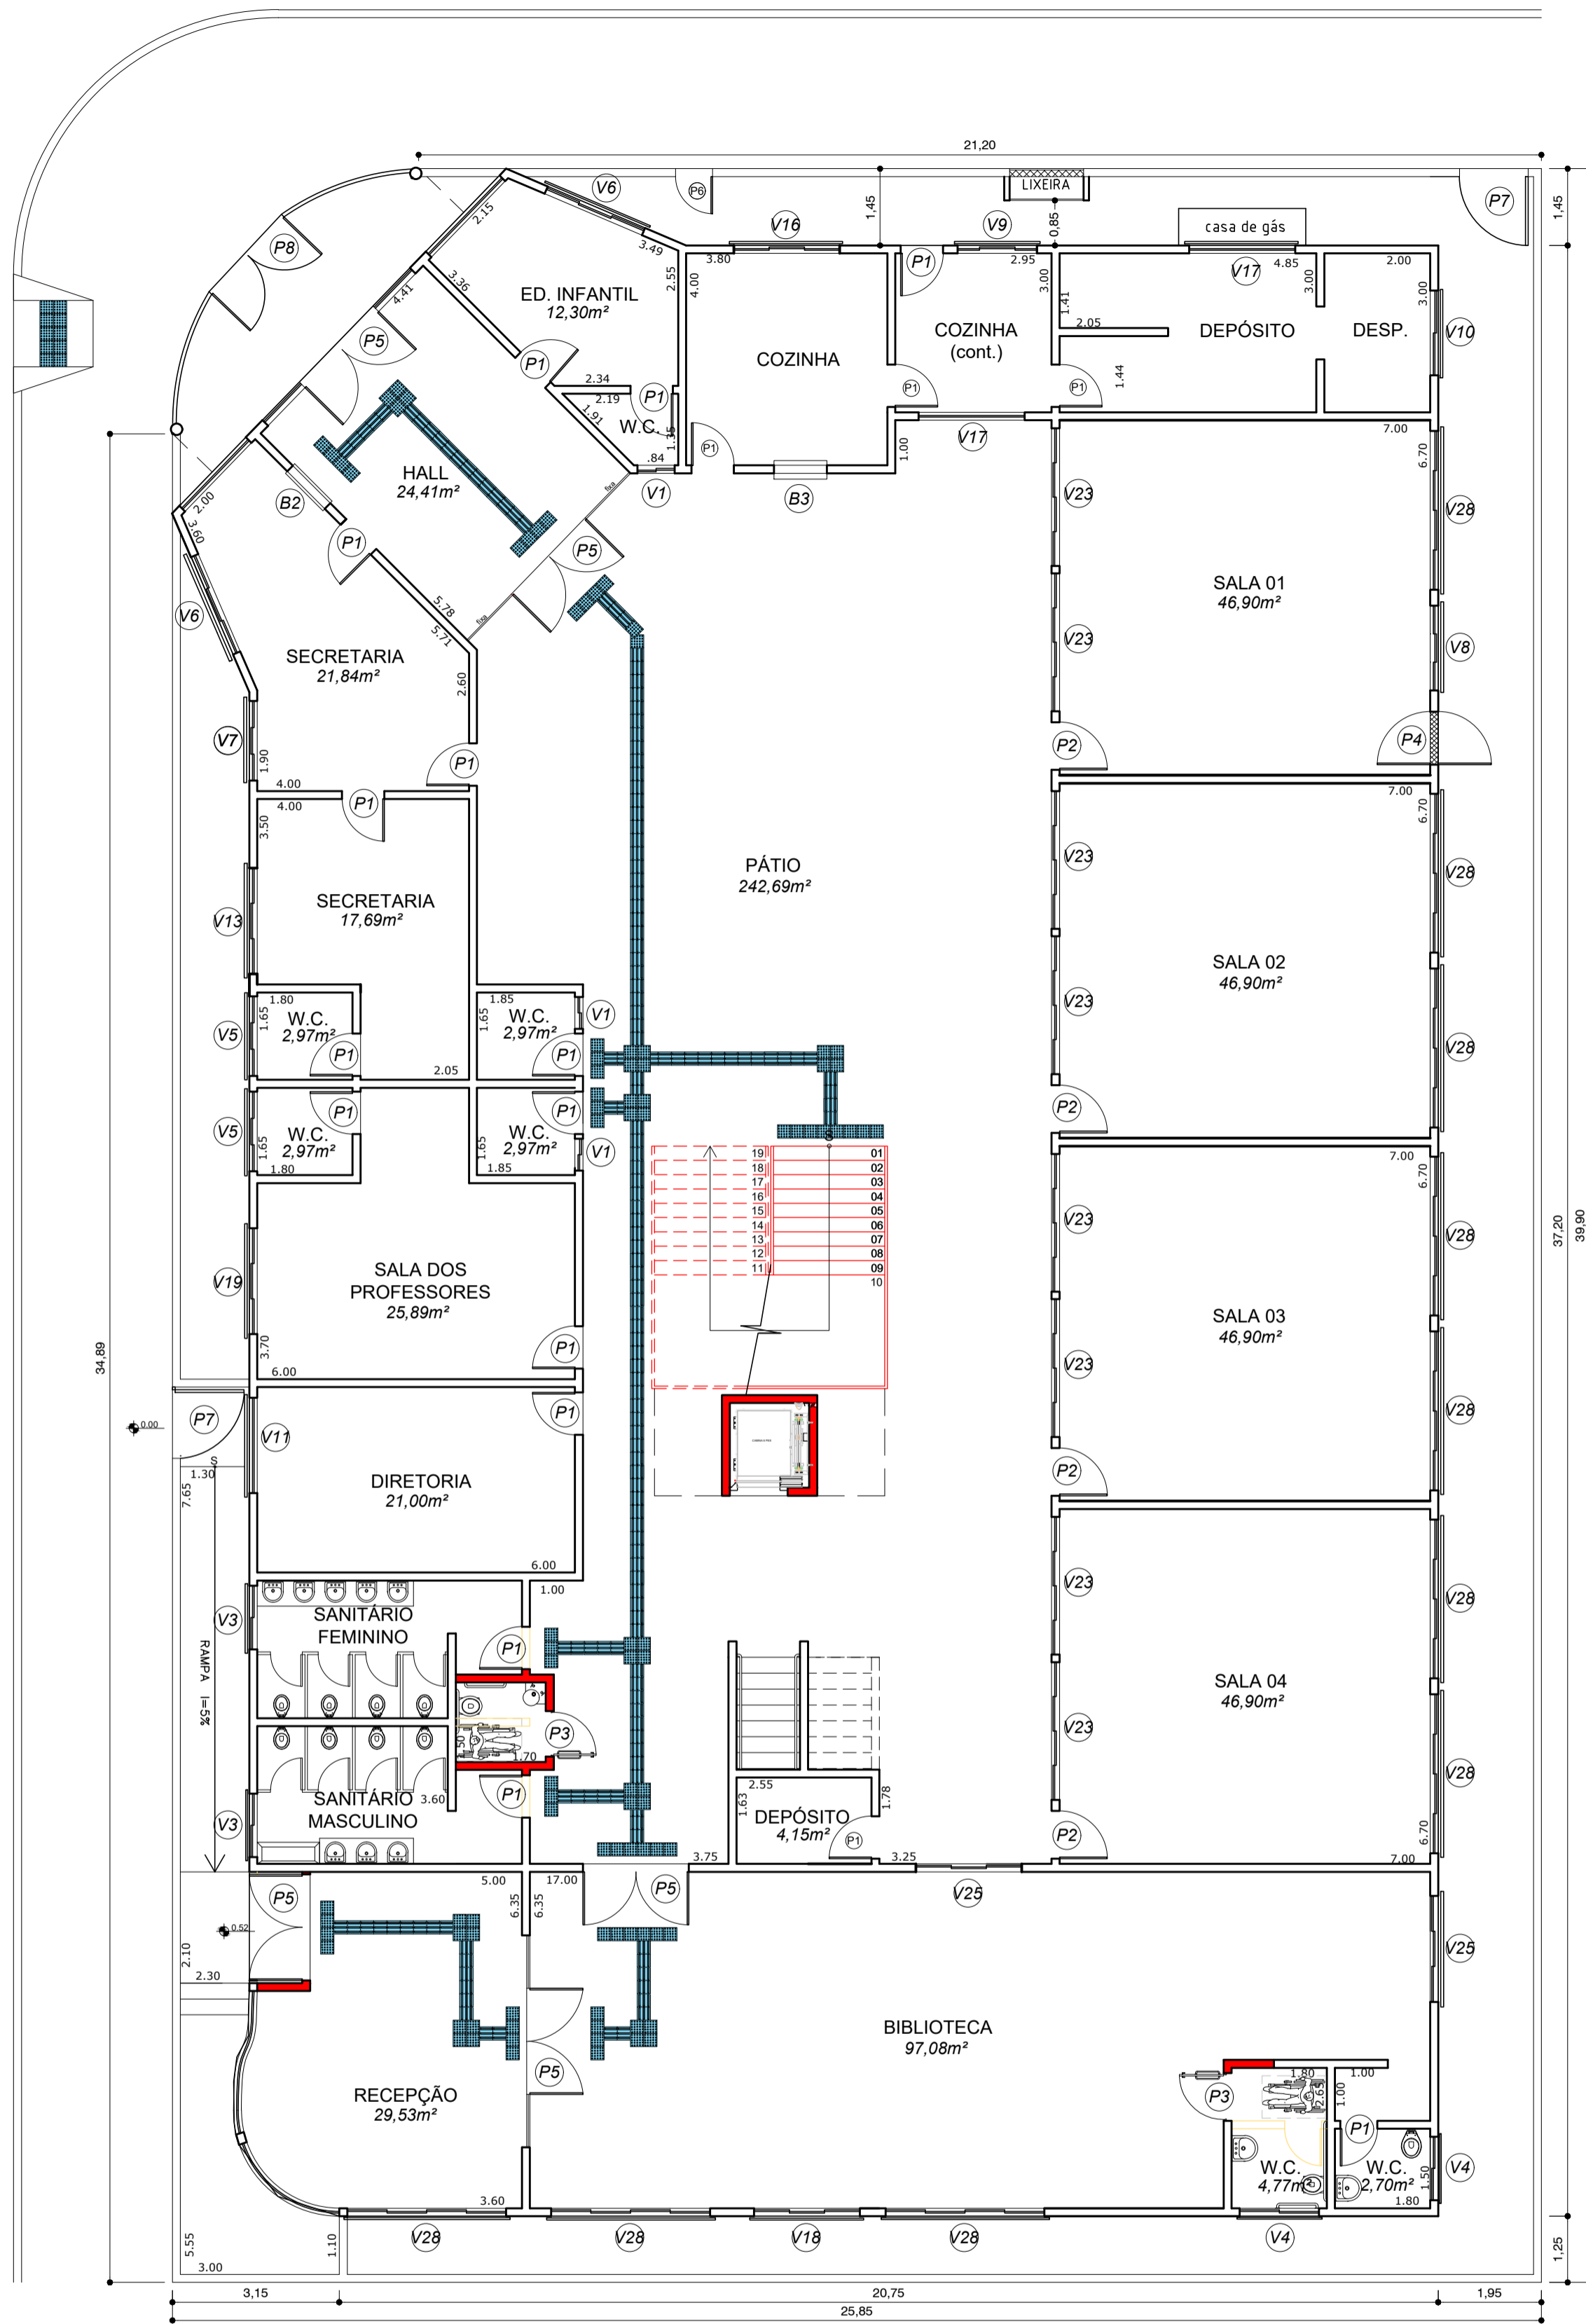 21,20
LIXEIRA
P6
P7
V6
1,45
0,85
1,45
2.15
P8
V16
V9
casa de gás
3.49
3.80
P1
2.95
V17
4.85
2.00
3.36
2.55
4.00
3.00
3.00
3.00
4.41
ED. INFANTIL
12,30m²
1.41
2.05
P5
COZINHA
COZINHA
(cont.)
DEPÓSITO
DESP.
V10
P1
2.34
2.19
P1
P1
1.44
P1
1.91
W.C.
1.35
.84
P1
1.00
V17
7.00
6.70
HALL
24,41m²
V1
B3
V23
V28
B2
2.00
3.60
P1
fixa
P5
SALA 01
46,90m²
V6
5.78
5.71
fixa
V23
V8
SECRETARIA
21,84m²
2.60
V7
1.90
P1
P2
P4
4.00
4.00
P1
7.00
6.70
3.50
V23
V28
PÁTIO
242,69m²
SECRETARIA
17,69m²
V13
SALA 02
46,90m²
1.80
1.85
V23
V5
1.65
W.C.
2,97m²
1.65
W.C.
2,97m²
V1
V28
P1
P1
2.05
P2
P1
P1
V5
1.65
W.C.
2,97m²
1.65
W.C.
2,97m²
V1
S
1.80
1.85
19
01
7.00
6.70
18
02
17
03
16
04
15
05
V23
14
06
V28
13
07
12
08
11
09
10
V19
SALA DOS
PROFESSORES
25,89m²
SALA 03
46,90m²
3.70
P1
V23
6.00
34,89
37,20
39,90
P7
0.00
V11
P1
V28
S
1.30
P2
7.65
DIRETORIA
21,00m²
6.00
1.00
V23
V28
V3
SANITÁRIO
FEMININO
RAMPA I=5%
P1
SALA 04
46,90m²
P3
V23
1.70
V28
3.60
P1
2.55
1.63
1.78
V3
SANITÁRIO
MASCULINO
DEPÓSITO
4,15m²
P1
P2
6.70
3.75
3.25
7.00
5.00
17.00
P5
P5
V25
6.35
6.35
0.52
2.10
V25
2.30
BIBLIOTECA
97,08m²
P5
1.80
1.00
RECEPÇÃO
29,53m²
P3
2.65
1.00
P1
W.C.
4,77m²
W.C.
2,70m²
1.50
V4
3.60
1.80
V28
V28
V18
V28
V4
5.55
1.10
3.00
1,25
3,15
20,75
1,95
25,85